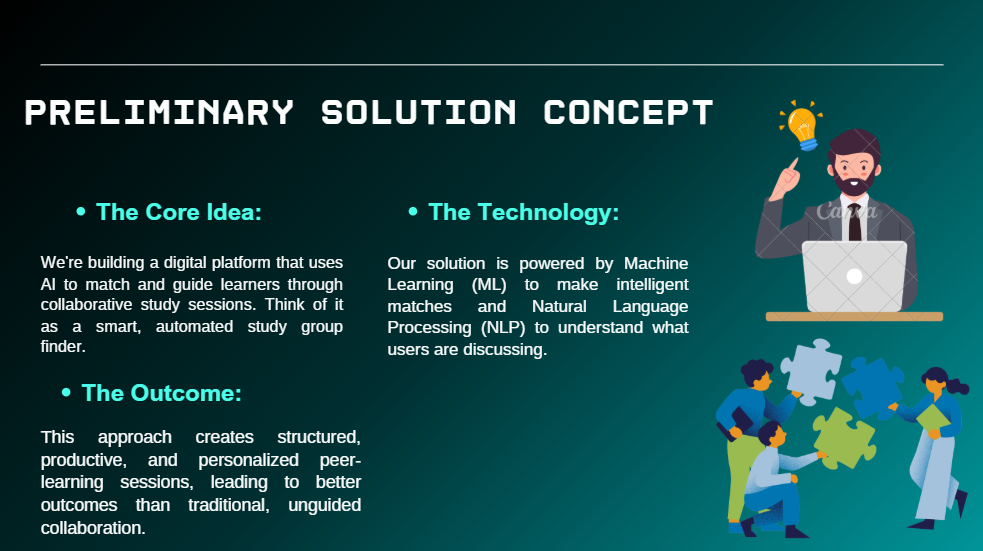 PRELIMINARY SOLUTION CONCEPT
• The Core Idea:
We're building a digital platform that uses
AI to match and guide learners through
collaborative study sessions. Think of it
as a smart, automated study group
finder.
• The Technology:
Our solution is powered by Machine
Learning (ML) to make intelligent
matches and Natural Language
Processing (NLP) to understand what
users are discussing.
• The Outcome:
This approach creates structured,
productive, and personalized peer-
learning sessions, leading to better
outcomes than traditional, unguided
collaboration.
Canva